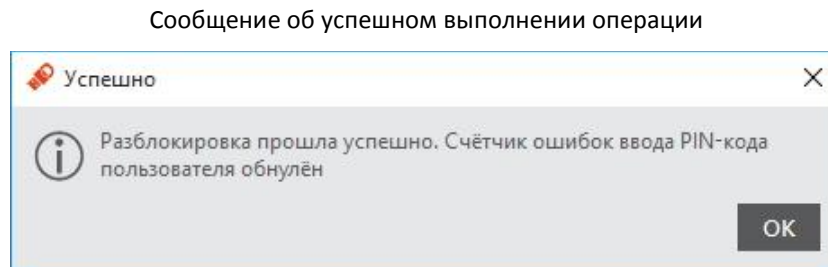 Сообщение об успешном выполнении операции
Успешно
Разблокировка прошла успешно. Счётчик ошибок ввода PIN-кода
пользователя обнулён
OK